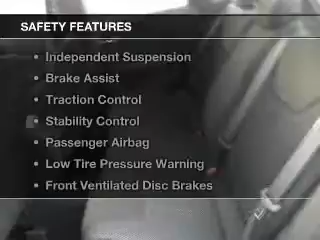 SAFETY FEATURES
• Independent Suspension
• Brake Assist
• Traction Control
• Stability Control
• Passenger Airbag
• Low Tire Pressure Warning
• Front Ventilated Disc Brakes